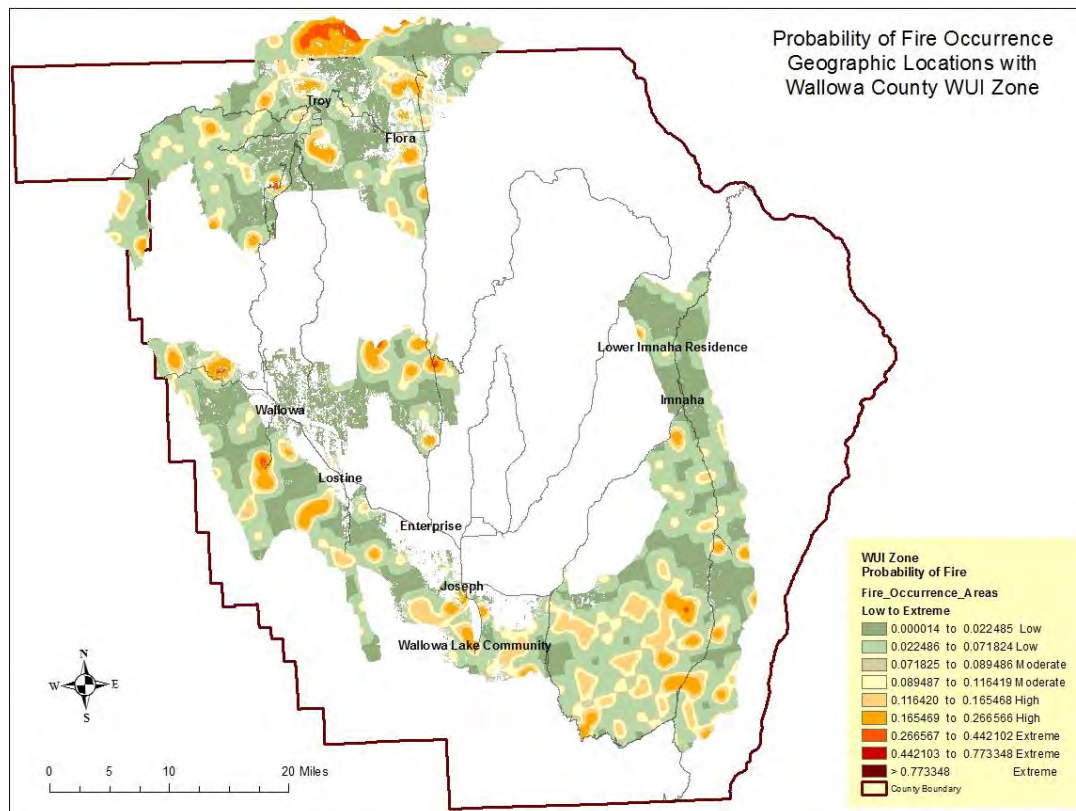 Probability of Fire Occurrence
Geographic Locations with
Wallowa County WUI Zone
Troy
Flora
Lower Imnaha Residence
Imnaha
Wallowa
Lostine
Enterprise
Joseph
Wallowa Lake Community
N
W E
S
0 5 10 20 Miles
WUI Zone
Probability of Fire
Fire_Occurrence_Areas
Low to Extreme
0.000014 to 0.022485 Low
0.022486 to 0.071824 Low
0.071825 to 0.089486 Moderate
0.089487 to 0.116419 Moderate
0.116420 to 0.165468 High
0.165469 to 0.266566 High
0.266567 to 0.442102 Extreme
0.442103 to 0.773348 Extreme
> 0.773348 Extreme
County Boundary